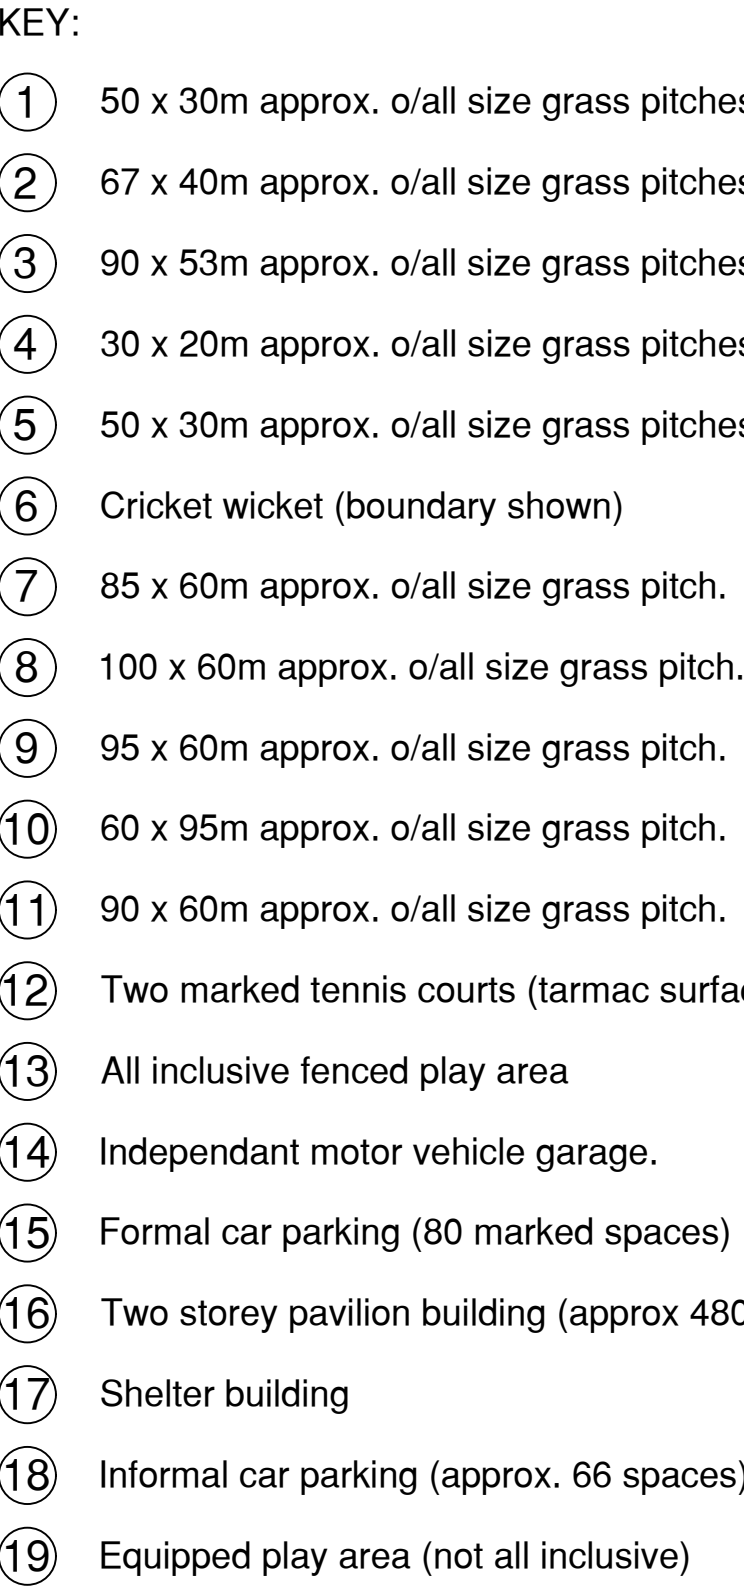 KEY:
1 50 x 30m approx. o/all size grass pitches
2 67 x 40m approx. o/all size grass pitches
3 90 x 53m approx. o/all size grass pitches
4 30 x 20m approx. o/all size grass pitches
5 50 x 30m approx. o/all size grass pitches
6 Cricket wicket (boundary shown)
7 85 x 60m approx. o/all size grass pitch.
8 100 x 60m approx. o/all size grass pitch.
9 95 x 60m approx. o/all size grass pitch.
10 60 x 95m approx. o/all size grass pitch.
11 90 x 60m approx. o/all size grass pitch.
12 Two marked tennis courts (tarmac
13 All inclusive fenced play area
14 Independant motor vehicle garage.
15 Formal car parking (80 marked spaces)
16 Two storey pavilion building (approx 480
17 Shelter building
18 Informal car parking (approx. 66 spaces)
19 Equipped play area (not all inclusive)